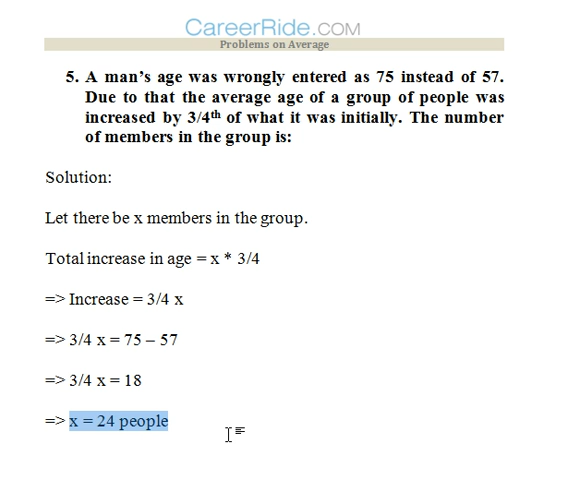 CareerRide.COM
Problems on Average
5. A man's age was wrongly entered as 75 instead of 57.
Due to that the average age of a group of people was
increased by 3/4th of what it was initially. The number
of members in the group is:
Solution:
Let there be x members in the group.
Total increase in age = x * 3/4
=> Increase = 3/4 x
=> 3/4 x = 75 – 57
=> 3/4 x = 18
=> x = 24 people